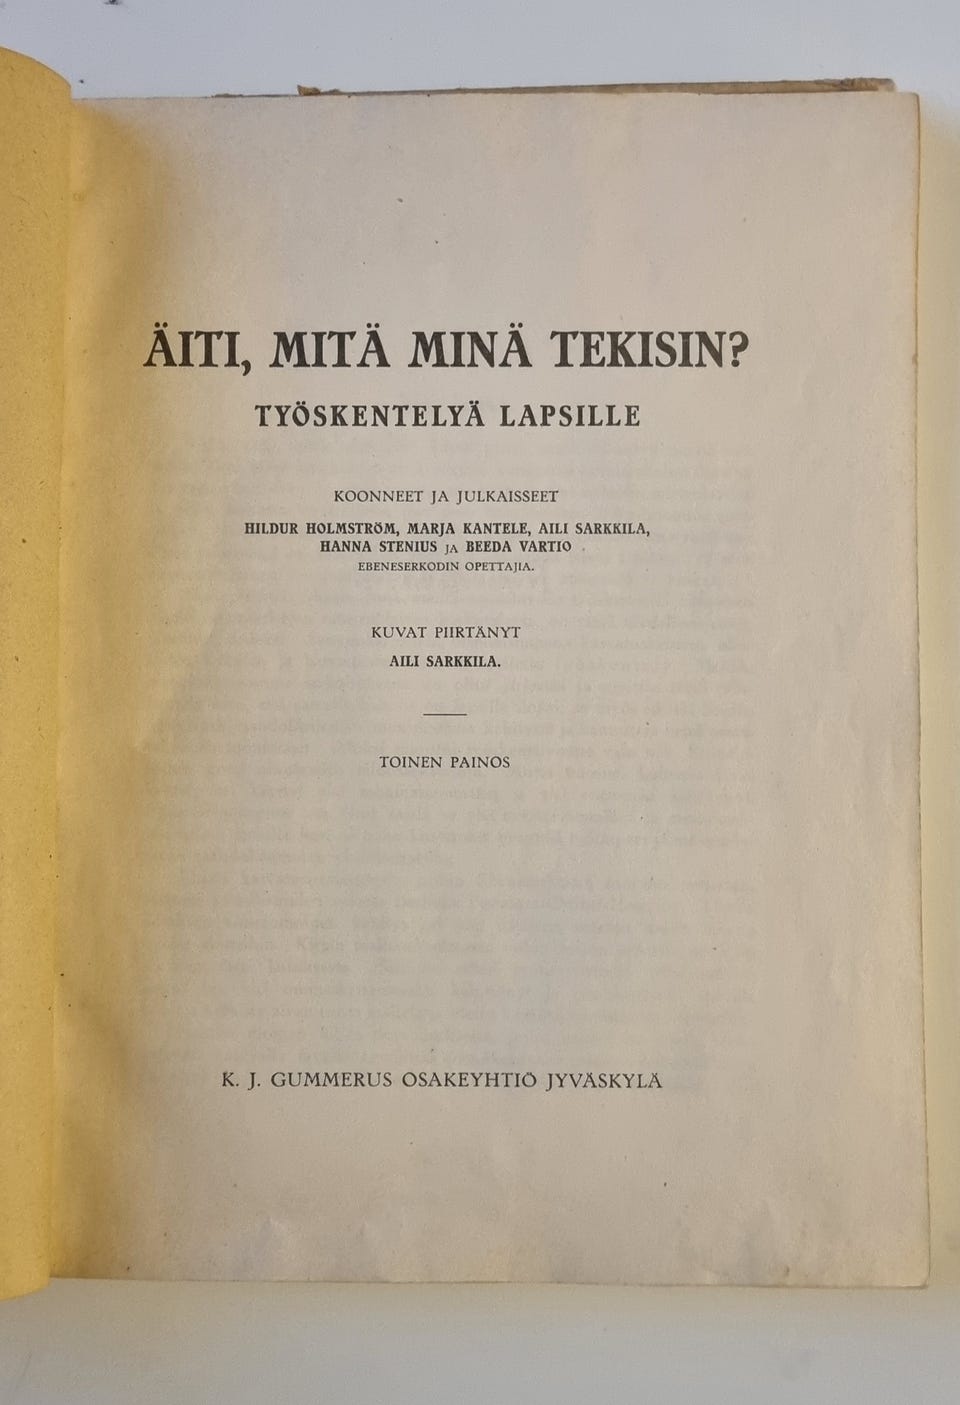 ÄITI, MITÄ MINÄ TEKISIN?
TYÖSKENTELYÄ LAPSILLE
KOONNEET JA JULKAISSEET
HILDUR HOLMSTRÖM, MARJA KANTELE, AILI SARKKILA,
HANNA STENIUS JA BEEDA VARTIO
EBENESERKODIN OPETTAJIA.
KUVAT PIIRTÄNYT
AILI SARKKILA.
TOINEN PAINOS
K. J. GUMMERUS OSAKEYHTIÖ JYVÄSKYLÄ